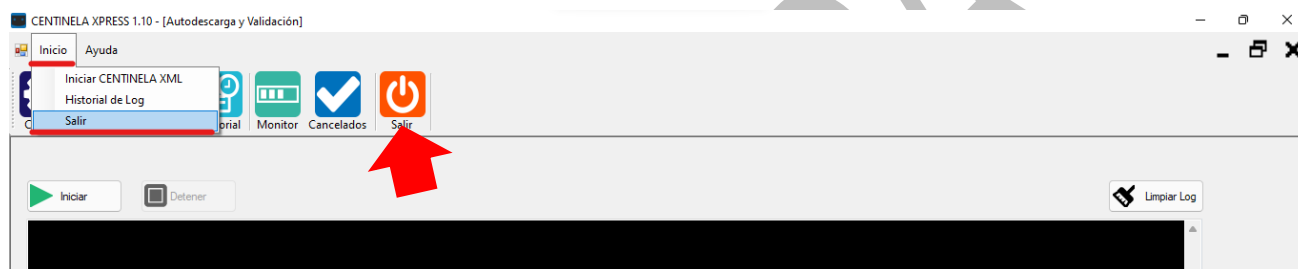 CENTINELA XPRESS 1.10 - [Autodescarga y Validación]
Inicio Ayuda
Iniciar CENTINELA XML
Historial de Log
Salir
Monitor Cancelados Salir
Iniciar Detener Limpiar Log